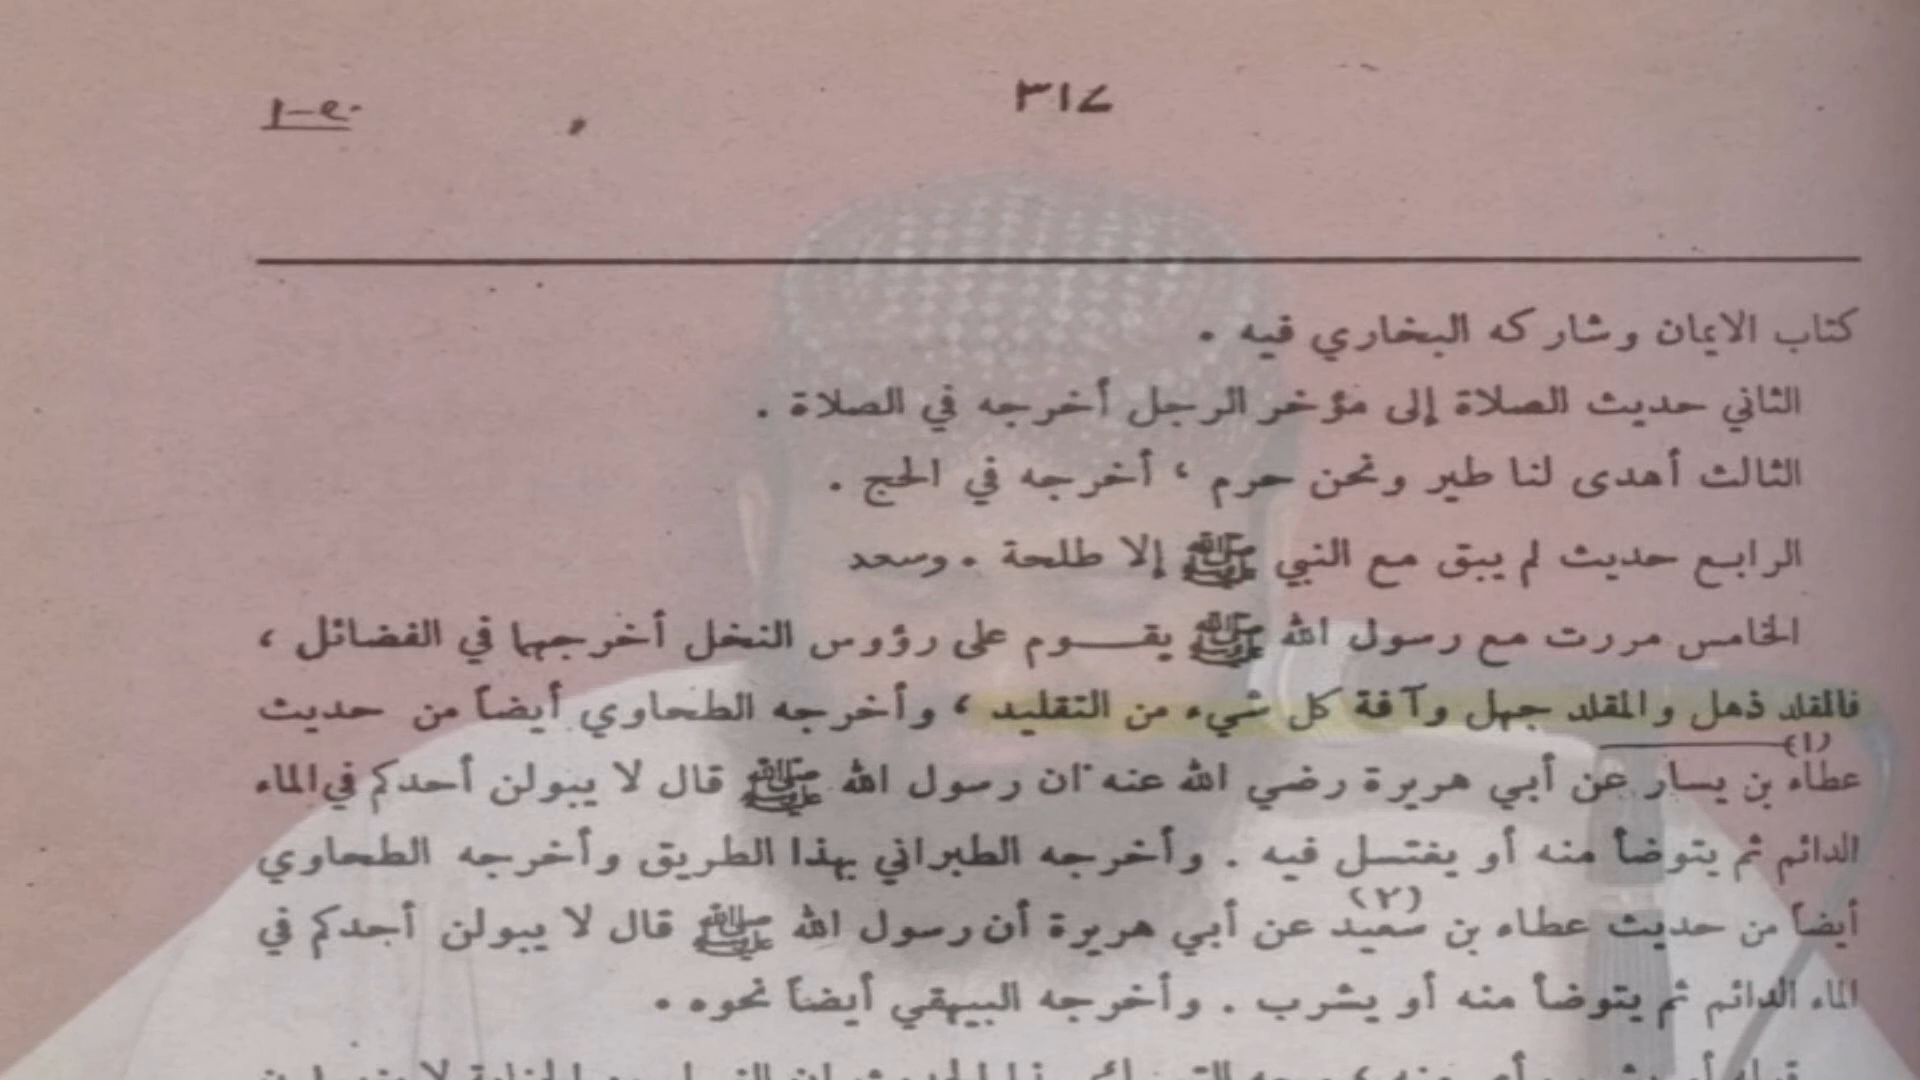 ٣١٧
١-ج
كتاب الايمان وشاركه البخاري فيه .
الثاني حديث الصلاة إلى مؤخر الرجل أخرجه في الصلاة .
الثالث أهدى لنا طير ونحن حرم ، أخرجه في الحج .
الرابع حديث لم يبق مع النبي ﷺ إلا طلحة . وسعد
الخامس مررت مع رسول الله ﷺ يقوم على رؤوس النخل أخرجهما في الفضائل ،
فالمقلد ذهل والمقلد جهل وآفة كل شيء من التقليد ، وأخرجه الطحاوي أيضاً من حديث
(١)
عطاء بن يسار عن أبي هريرة رضي الله عنه ان رسول الله ﷺ قال لا يبولن أحدكم في الماء
الدائم ثم يتوضأ منه أو يغتسل فيه . وأخرجه الطبراني بهذا الطريق وأخرجه الطحاوي
(٢)
أيضاً من حديث عطاء بن سعيد عن أبي هريرة أن رسول الله ﷺ قال لا يبولن أحدكم في
الماء الدائم ثم يتوضأ منه أو يشرب . وأخرجه البيهقي أيضاً نحوه .